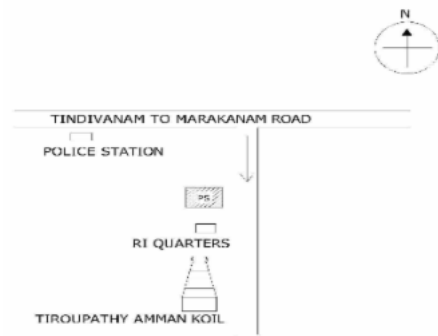 N
TINDIVANAM TO MARAKANAM ROAD
POLICE STATION
PS
RI QUARTERS
TIROUPATHY AMMAN KOIL